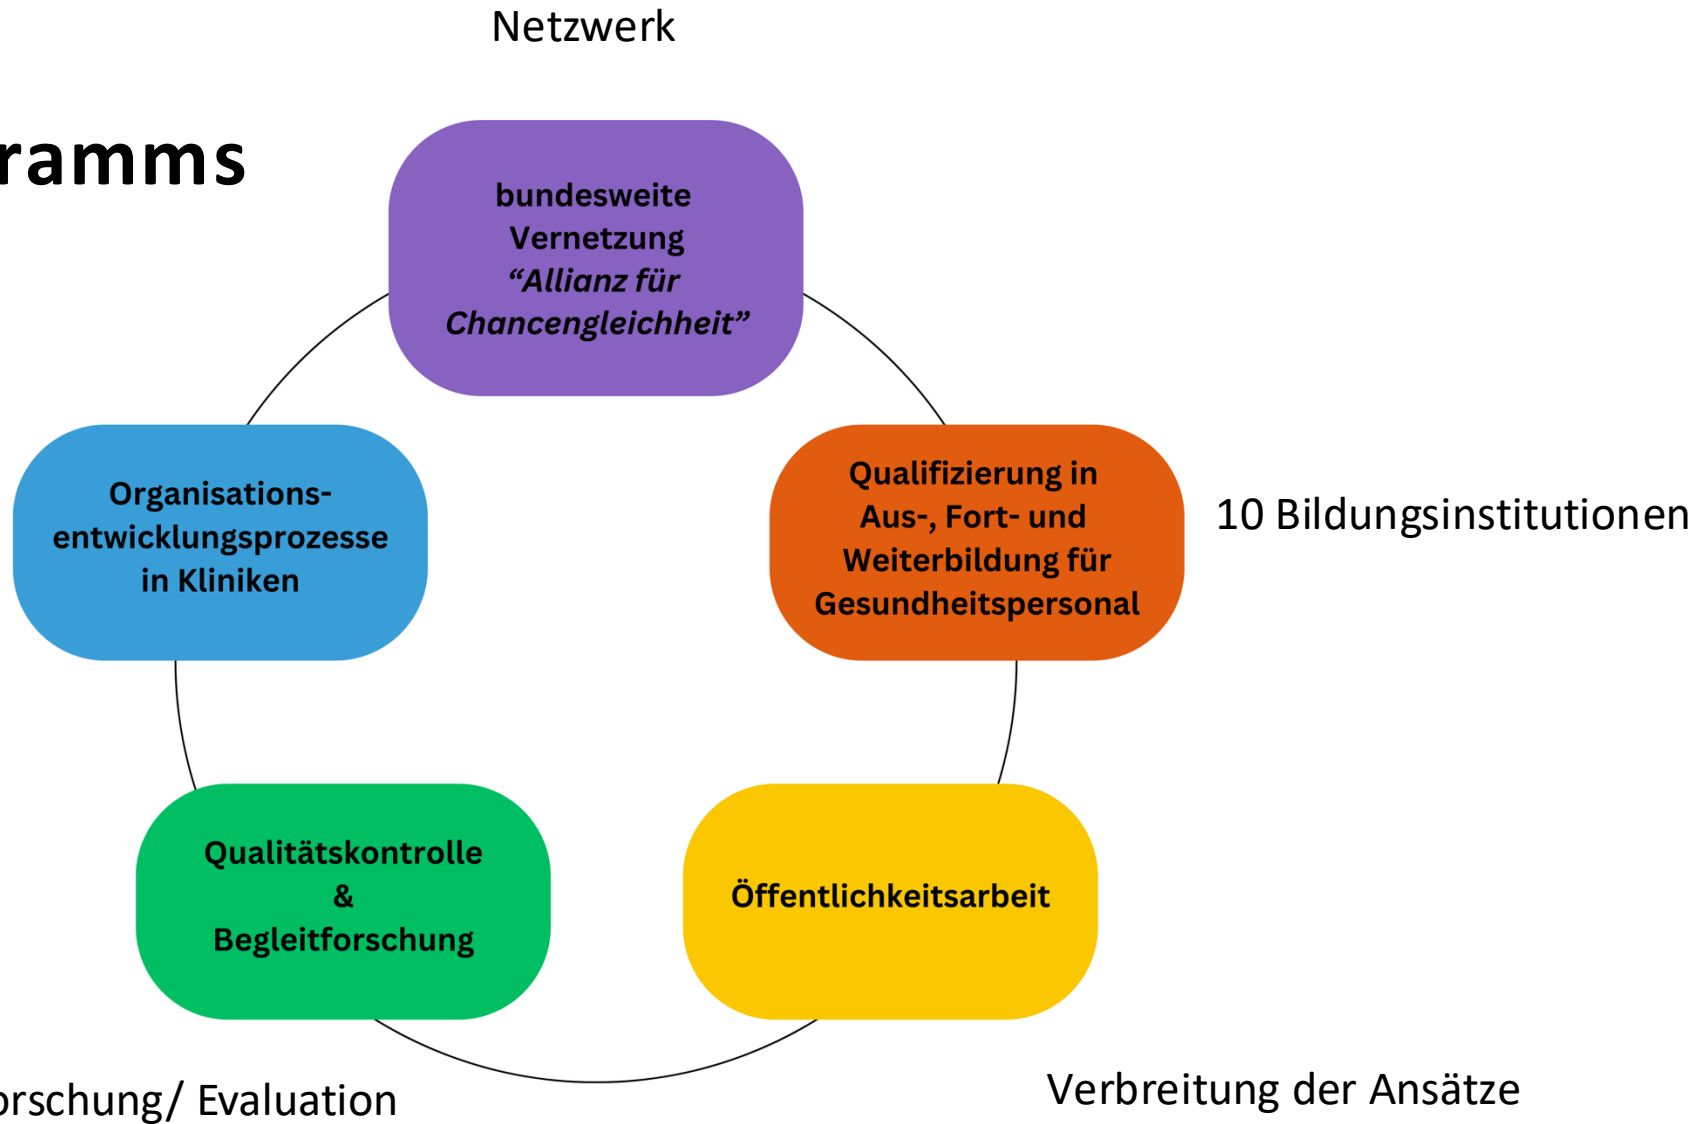 Netzwerk
ramms
bundesweite
Vernetzung
“Allianz für
Chancengleichheit”
Organisations-
entwicklungsprozesse
in Kliniken
Qualifizierung in
Aus-, Fort- und
Weiterbildung für
Gesundheitspersonal
10 Bildungsinstitutionen
Qualitätskontrolle
&
Begleitforschung
Öffentlichkeitsarbeit
orschung/ Evaluation
Verbreitung der Ansätze